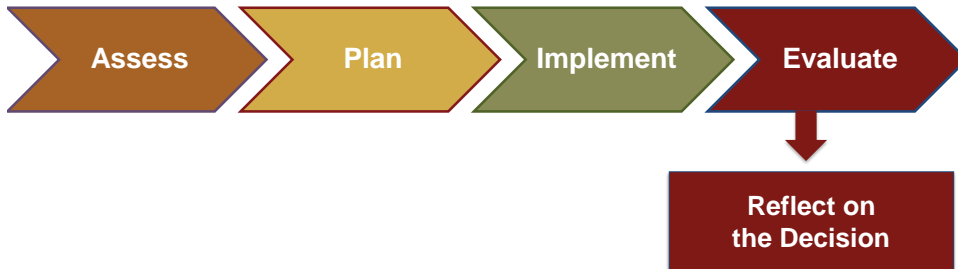 Assess
Plan
Implement
Evaluate
Reflect on
the Decision